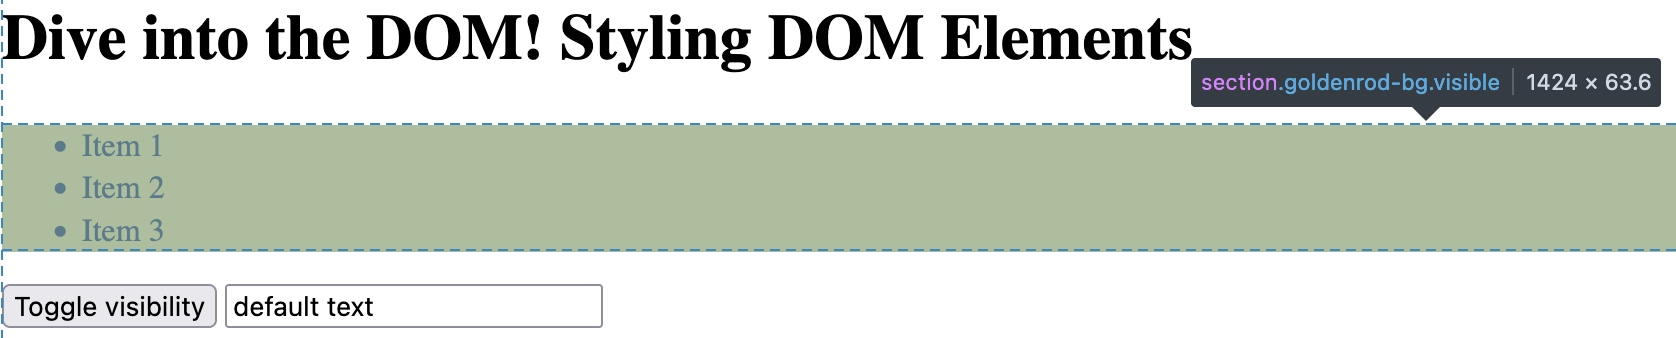 Dive into the DOM! Styling DOM Elements
section.goldenrod-bg.visible 1424 × 63.6
Item 1
Item 2
Item 3
Toggle visibility default text